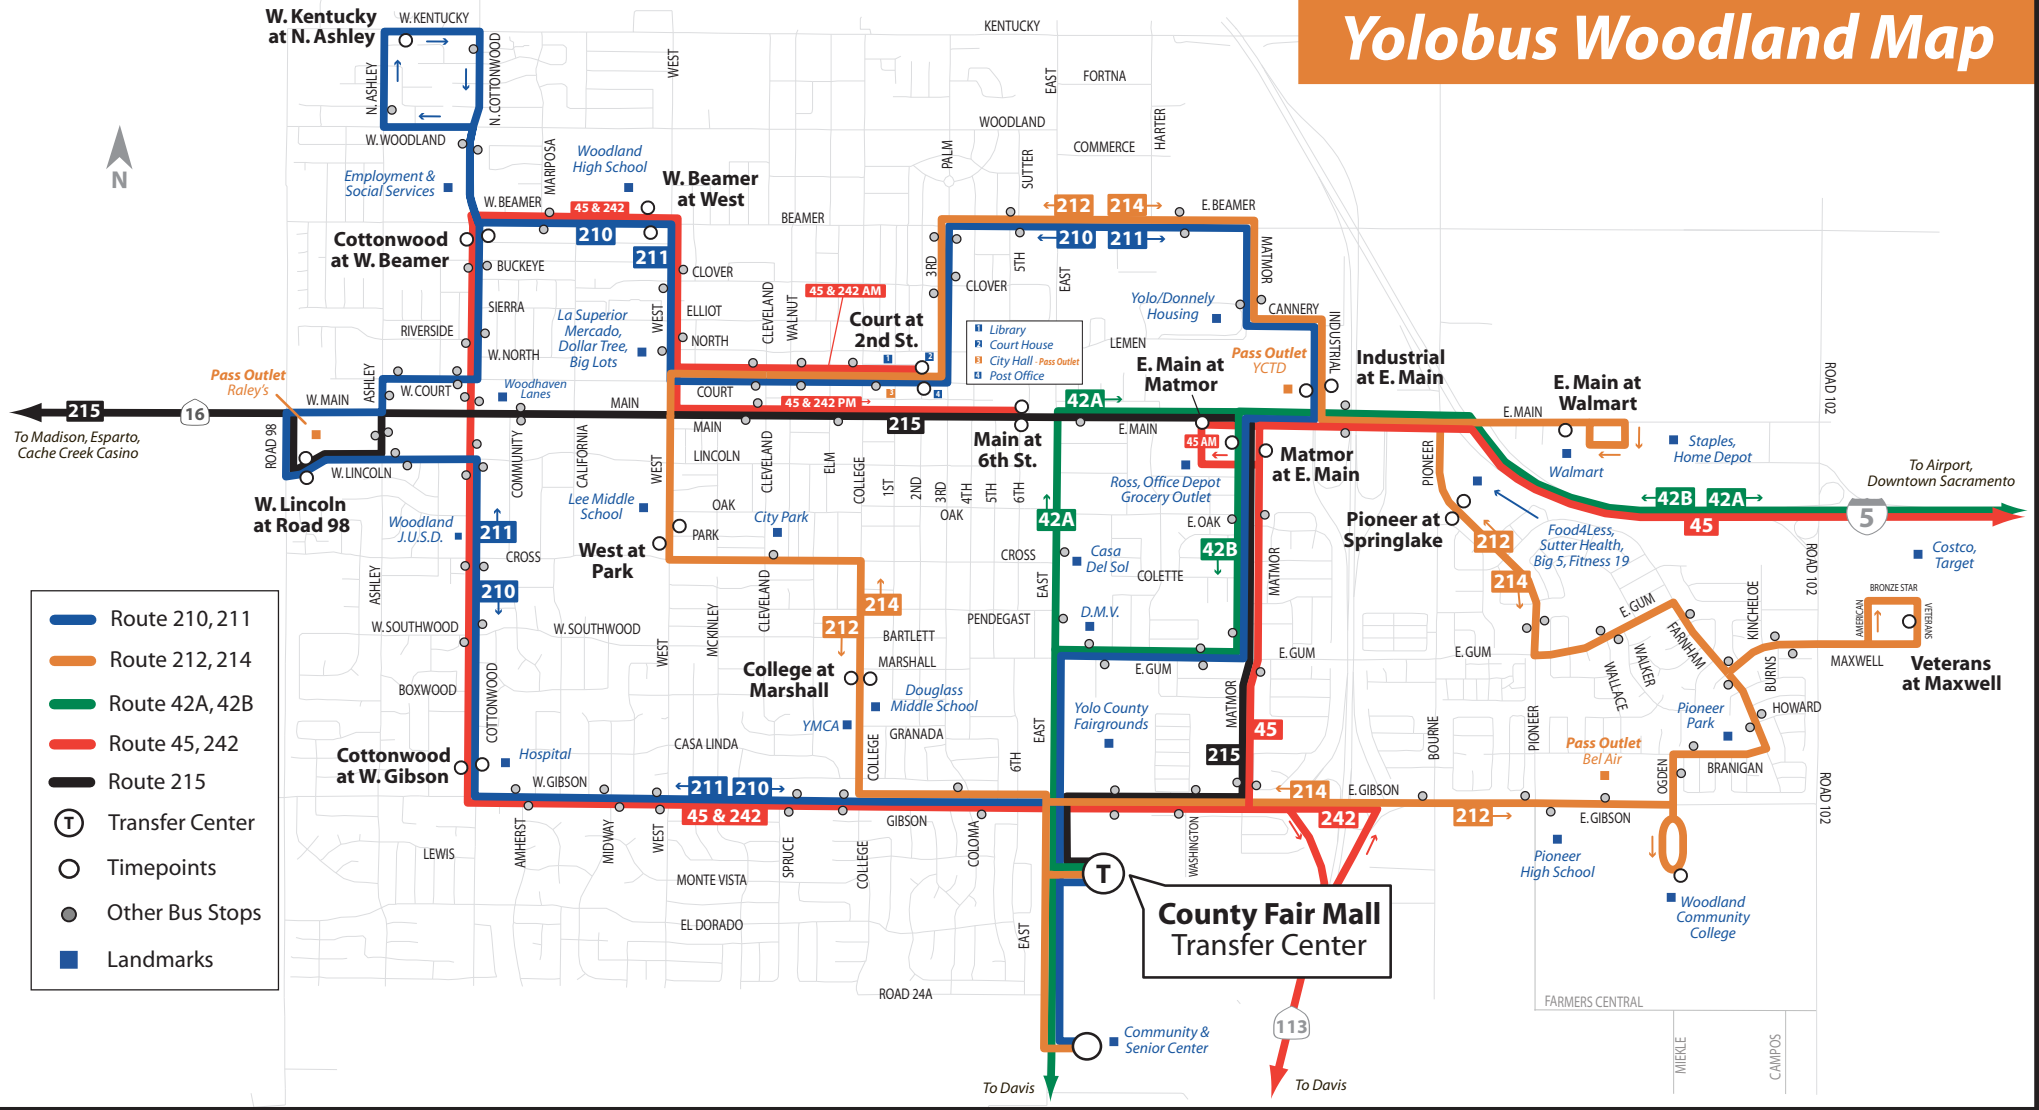 Yolobus Woodland Map
W. Kentucky
at N. Ashley
W. KENTUCKY
KENTUCKY
N. ASHLEY
N. COTTONWOOD
WEST
EAST
FORTNA
HARTER
WOODLAND
COMMERCE
W. WOODLAND
N
Employment &
Social Services
MARIPOSA
Woodland
High School
PALM
SUTTER
W. Beamer
at West
W. BEAMER
45 & 242
210
BEAMER
212
214
E. BEAMER
210
211
Cottonwood
at W. Beamer
211
BUCKEYE
CLOVER
3RD
5TH
EAST
MATMOR
CLOVER
SIERRA
45 & 242 AM
CLEVELAND
WALNUT
ELLIOT
WEST
NORTH
La Superior
Mercado,
Dollar Tree,
Big Lots
RIVERSIDE
W. NORTH
Court at
2nd St.
1
2
3
4
1 Library
2 Court House
3 City Hall - Pass Outlet
4 Post Office
Yolo/Donnely
Housing
CANNERY
LEMEN
INDUSTRIAL
Pass Outlet
YCTD
Industrial
at E. Main
E. Main at
Matmor
E. Main at
Walmart
ROAD 102
Pass Outlet
Raley's
ASHLEY
W. COURT
Woodhaven
Lanes
COURT
215
16
W. MAIN
MAIN
45 & 242 PM
42A
E. MAIN
To Madison, Esparto,
Cache Creek Casino
ROAD 98
MAIN
215
Main at
6th St.
E. MAIN
45 AM
Matmor
at E. Main
PIONEER
Staples,
Home Depot
Walmart
W. LINCOLN
COMMUNITY
CALIFORNIA
WEST
LINCOLN
CLEVELAND
ELM
COLLEGE
1ST
2ND
3RD
4TH
5TH
6TH
Ross, Office Depot
Grocery Outlet
To Airport,
Downtown Sacramento
W. Lincoln
at Road 98
Woodland
J.U.S.D.
211
Lee Middle
School
OAK
OAK
City Park
PARK
42A
E. OAK
Pioneer at
Springlake
42B
42A
45
5
Food4Less,
Sutter Health,
Big 5, Fitness 19
212
CROSS
West at
Park
CROSS
Casa
Del Sol
42B
COLETTE
MATMOR
ROAD 102
Costco,
Target
ASHLEY
210
CLEVELAND
MCKINLEY
EAST
214
214
D.M.V.
BRONZE STAR
AMERICAN
VETERANS
KINCHELOE
E. GUM
Route 210, 211
Route 212, 214
Route 42A, 42B
Route 45, 242
Route 215
T Transfer Center
Timepoints
Other Bus Stops
Landmarks
W. SOUTHWOOD
W. SOUTHWOOD
WEST
212
BARTLETT
PENDEGAST
MARSHALL
College at
Marshall
E. GUM
E. GUM
E. GUM
FARNHAM
WALKER
WALLACE
MAXWELL
BURNS
Veterans
at Maxwell
BOXWOOD
COTTONWOOD
Douglass
Middle School
YMCA
GRANADA
Yolo County
Fairgrounds
MATMOR
45
215
EAST
6TH
BOURNE
PIONEER
Pioneer
Park
HOWARD
Pass Outlet
Bel Air
BRANIGAN
OGDEN
Cottonwood
at W. Gibson
Hospital
CASA LINDA
COLLEGE
W. GIBSON
211
210
45 & 242
GIBSON
214
E. GIBSON
242
212
E. GIBSON
ROAD 102
LEWIS
AMHERST
MIDWAY
WEST
SPRUCE
COLLEGE
COLOMA
WASHINGTON
Pioneer
High School
MONTE VISTA
T
County Fair Mall
Transfer Center
Woodland
Community
College
EL DORADO
EAST
ROAD 24A
113
FARMERS CENTRAL
Community &
Senior Center
MIEKLE
CAMPOS
To Davis
To Davis